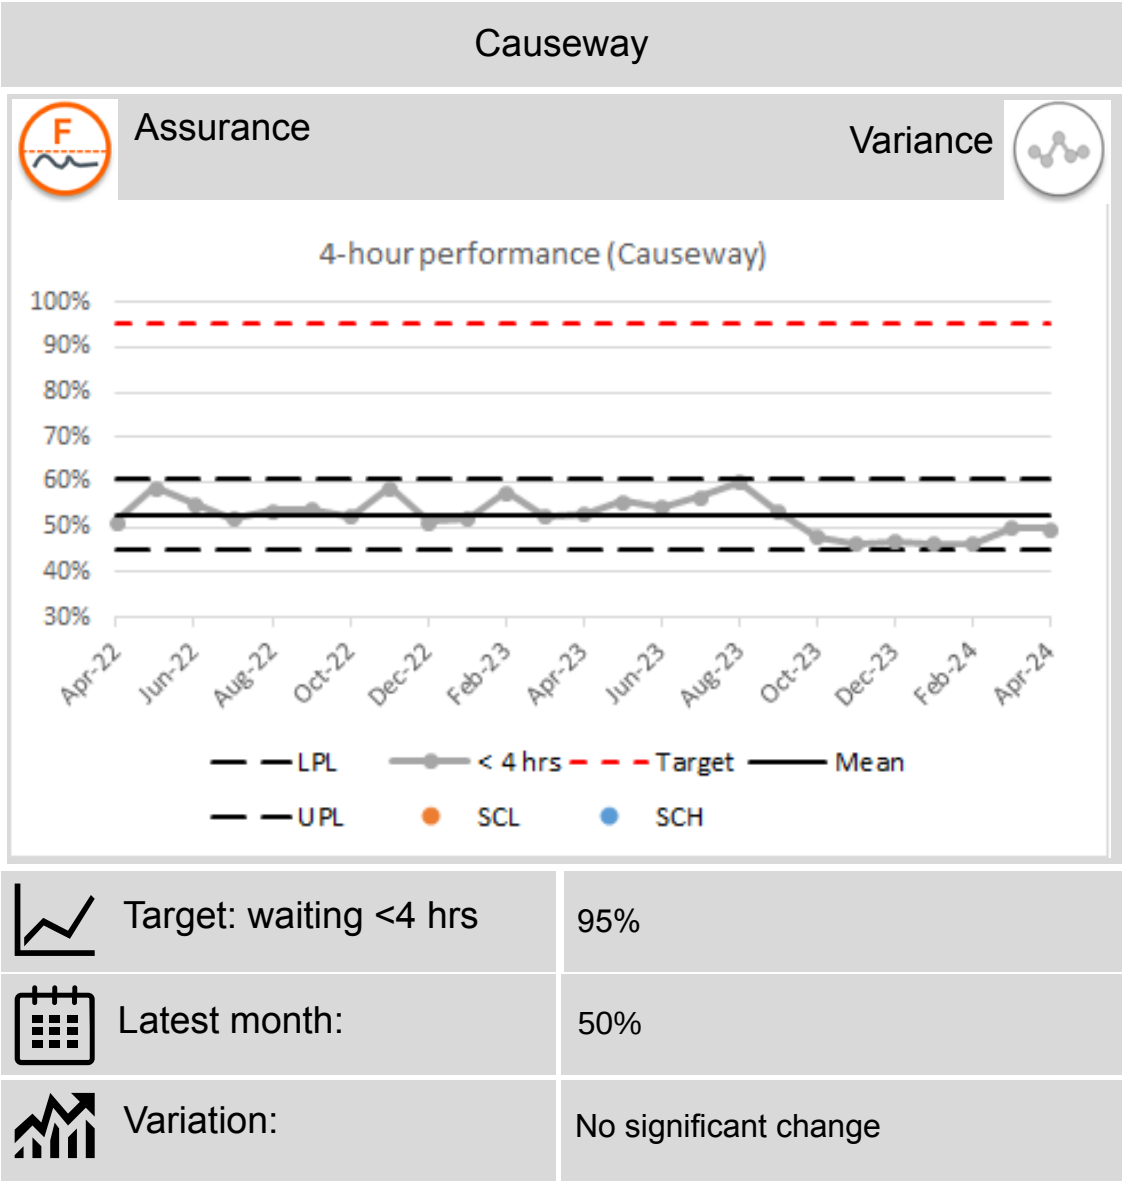 Causeway
F
Assurance
Variance
4-hour performance (Causeway)
100%
90%
80%
70%
60%
50%
40%
30%
Apr-22
Jun-22
Aug-22
Oct-22
Dec-22
Feb-23
Apr-23
Jun-23
Aug-23
Oct-23
Dec-23
Feb-24
Apr-24
LPL < 4 hrs Target Mean
UPL SCL SCH
Target: waiting <4 hrs 95%
Latest month: 50%
Variation: No significant change